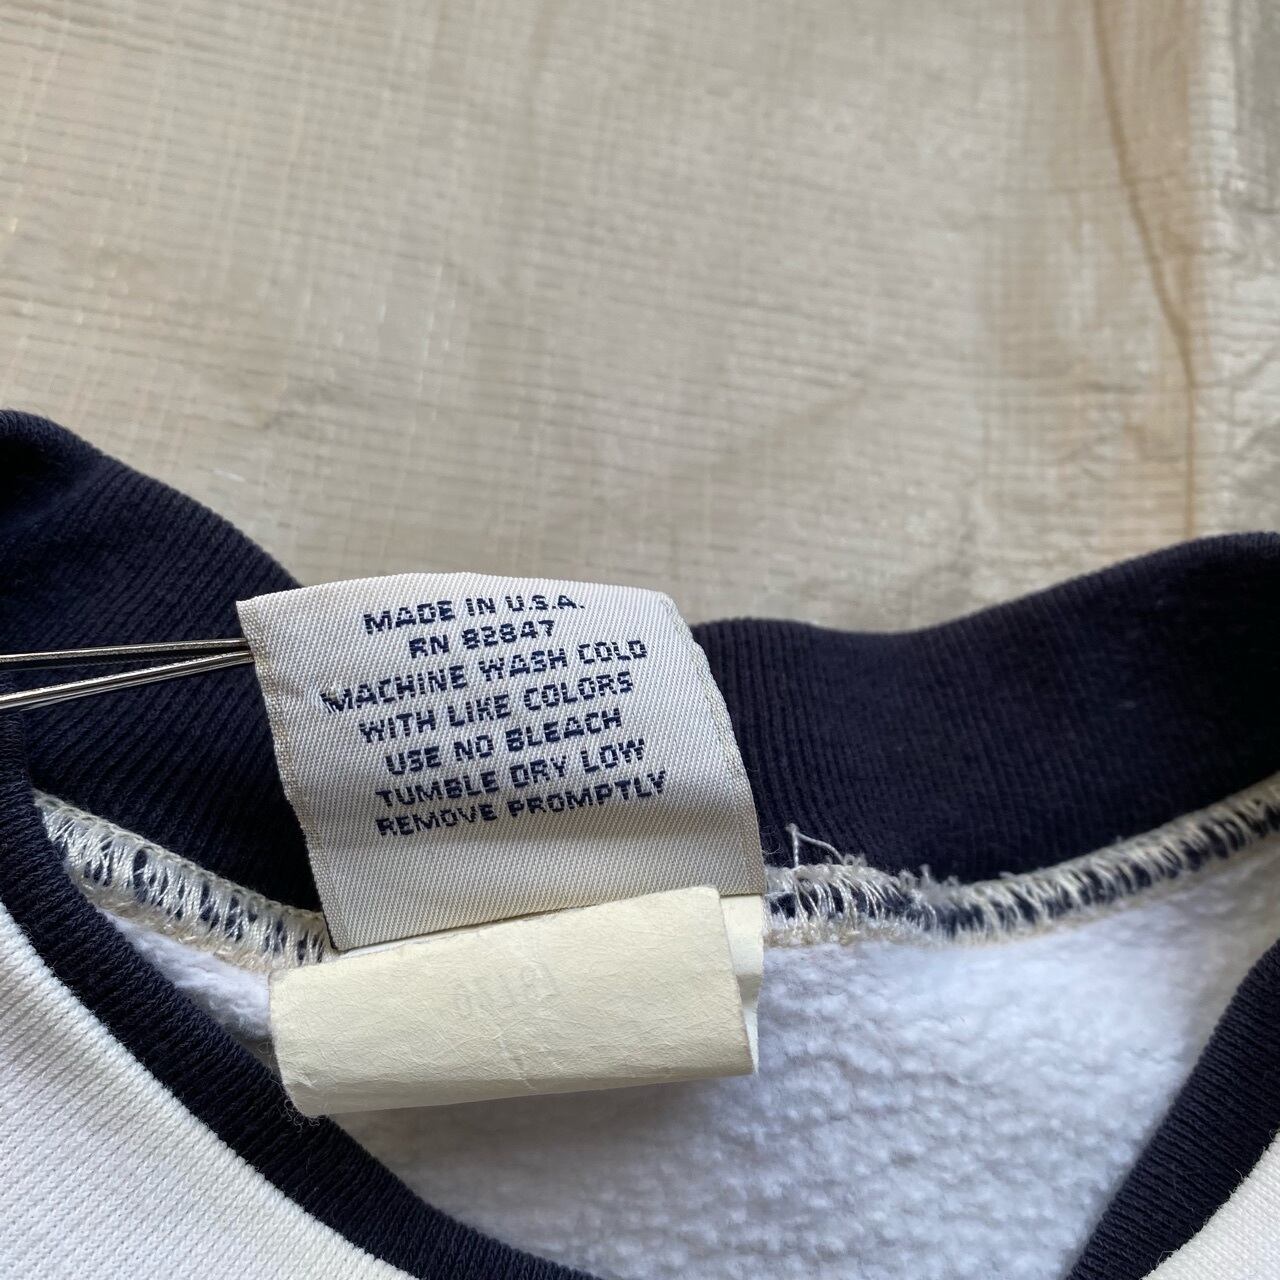 MADE IN U.S.A.
RN 82847
MACHINE WASH COLD
WITH LIKE COLORS
USE NO BLEACH
TUMBLE DRY LOW
REMOVE PROMPTLY